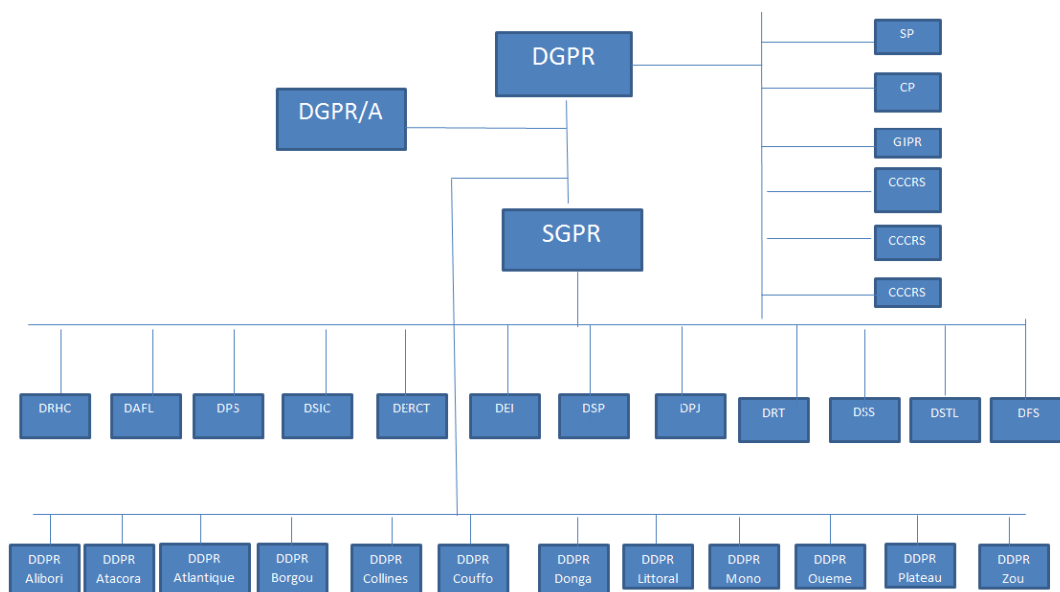 SP
DGPR
CP
DGPR/A
GIPR
CCCRS
SGPR
CCCRS
CCCRS
DRHC
DAFL
DPS
DSIC
DERCT
DEI
DSP
DPJ
DRT
DSS
DSTL
DFS
DDPR
Alibori
DDPR
Atacora
DDPR
Atlantique
DDPR
Borgou
DDPR
Collines
DDPR
Couffo
DDPR
Donga
DDPR
Littoral
DDPR
Mono
DDPR
Oueme
DDPR
Plateau
DDPR
Zou